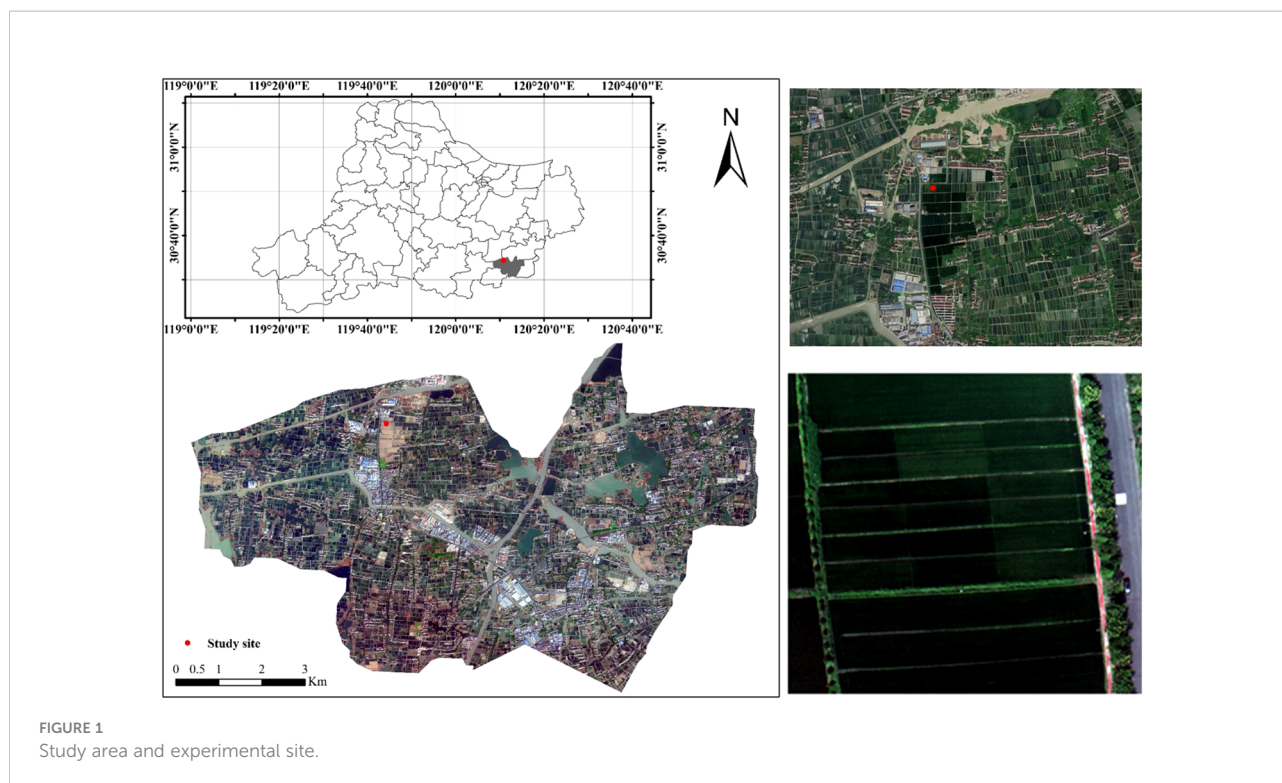 119°0'0"E 119°20'0"E 119°40'0"E 120°0'0"E 120°20'0"E 120°40'0"E
31°0'0"N
31°0'0"N
30°40'0"N
30°40'0"N
119°0'0"E 119°20'0"E 119°40'0"E 120°0'0"E 120°20'0"E 120°40'0"E
N
Study site
0 0.5 1 2 3
Km
FIGURE 1
Study area and experimental site.